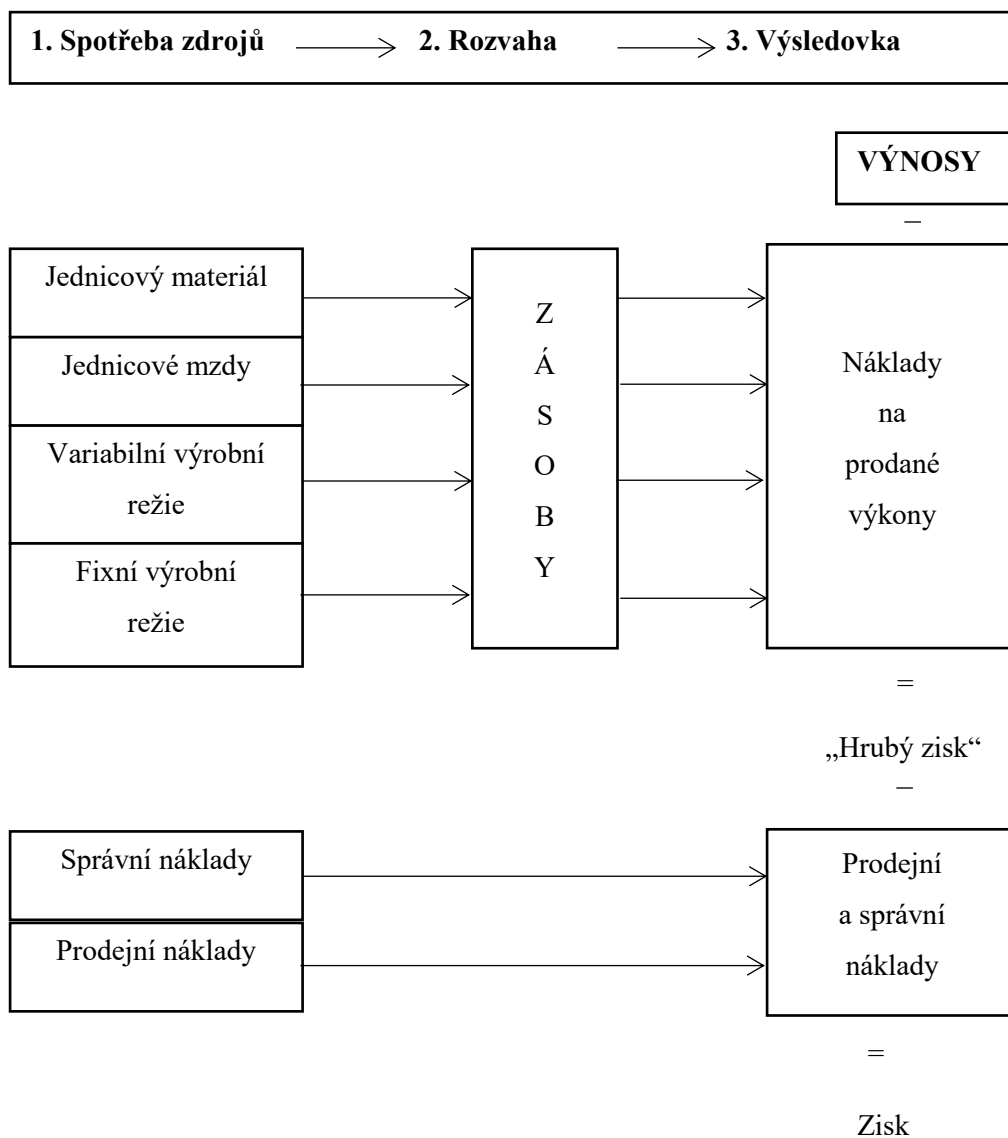 1. Spotřeba zdrojů 2. Rozvaha 3. Výsledovka
VÝNOSY
–
Jednicový materiál
Jednicové mzdy
Variabilní výrobní
režie
Fixní výrobní
režie
Z
Á
S
O
B
Y
Náklady
na
prodané
výkony
=
„Hrubý zisk“
–
Správní náklady
Prodejní náklady
Prodejní
a správní
náklady
=
Zisk